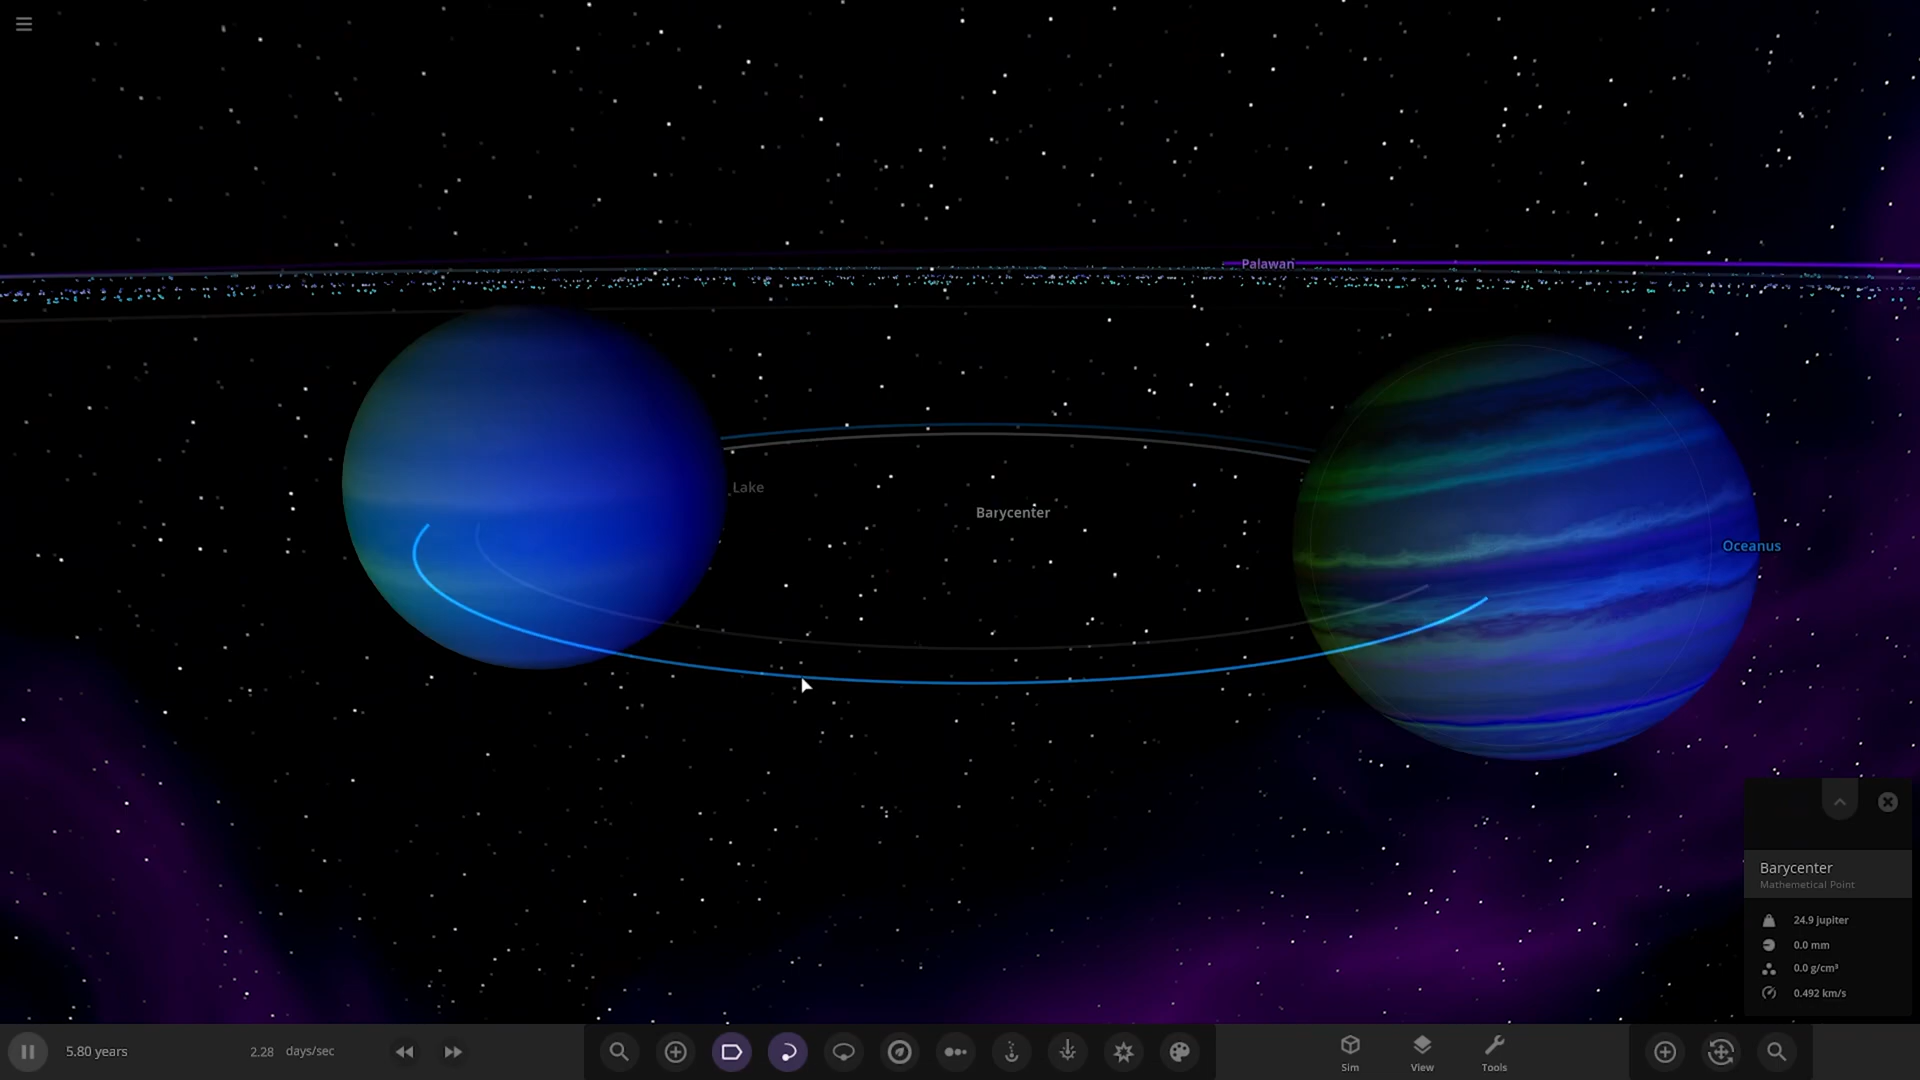 Palawan
Lake
Barycenter
Oceanus
Barycenter
Mathemetical Point
24.9 jupiter
0.0 mm
0.0 g/cm³
0.492 km/s
5.80 years
2.28 days/sec
Sim
View
Tools